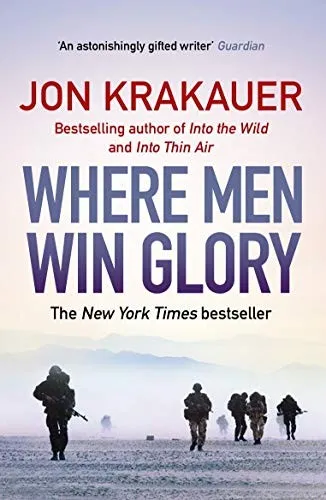 ‘An astonishingly gifted writer’ Guardian
JON KRAKAUER
Bestselling author of Into the Wild
and Into Thin Air
WHERE MEN
WIN GLORY
The New York Times bestseller